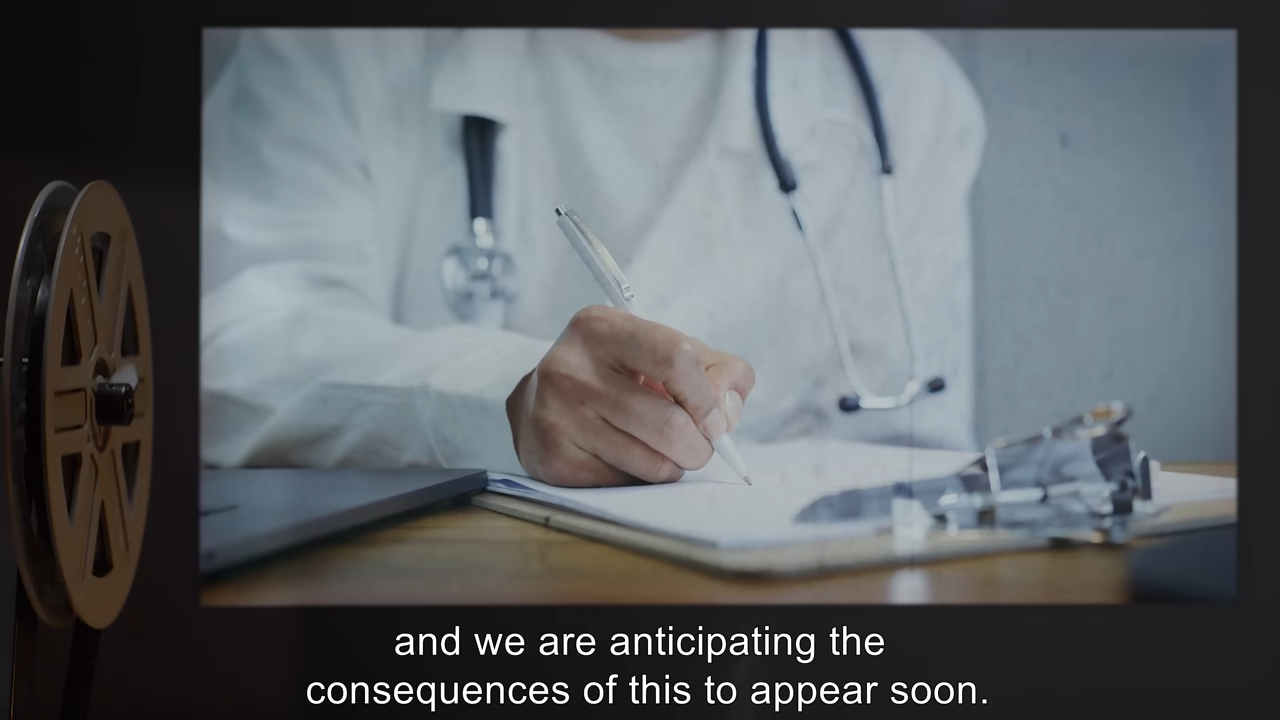 and we are anticipating the
consequences of this to appear soon.